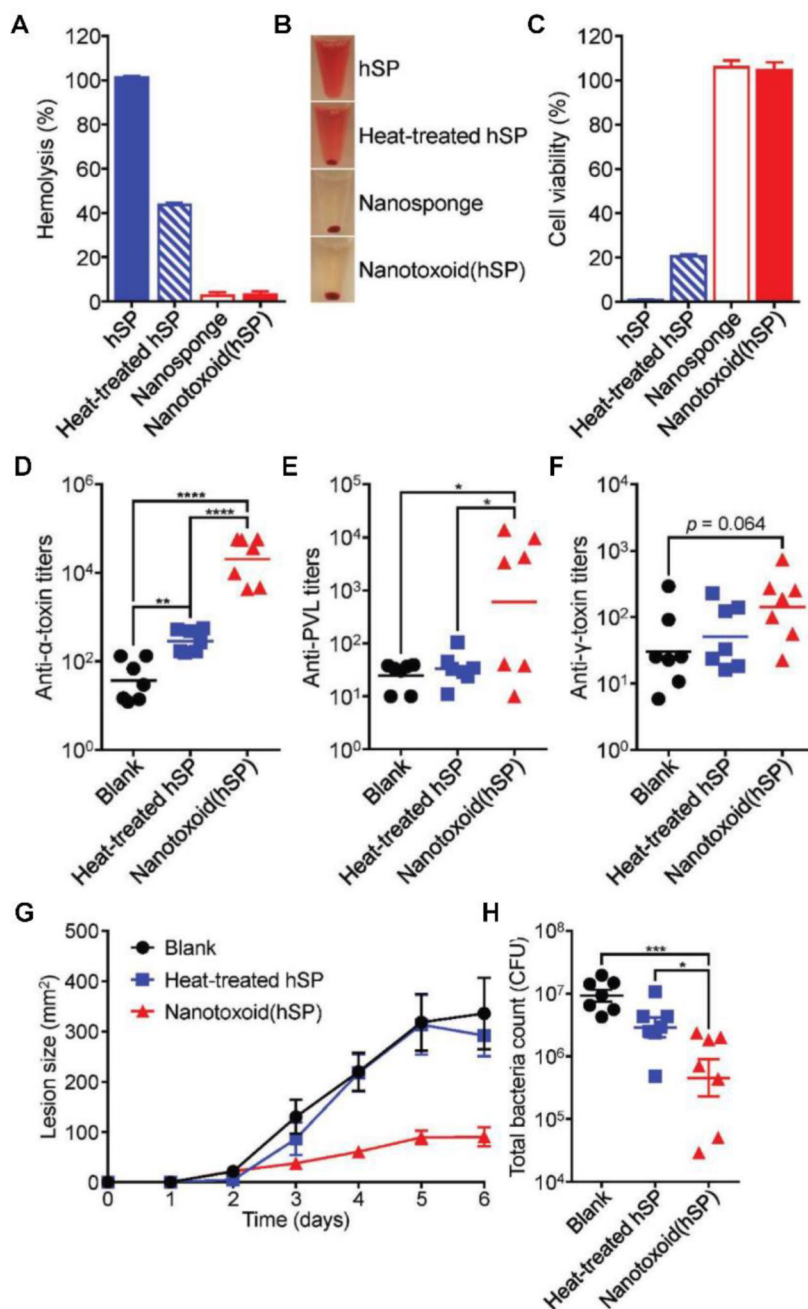 A
Hemolysis (%)
120
100
80
60
40
20
0
hSP
Heat-treated hSP
Nanosponge
Nanotoxoid(hSP)
B
hSP
Heat-treated hSP
Nanosponge
Nanotoxoid(hSP)
C
Cell viability (%)
120
100
80
60
40
20
0
hSP
Heat-treated hSP
Nanosponge
Nanotoxoid(hSP)
D
Anti-α-toxin titers
10⁶
10⁴
10²
10⁰
****
****
**
Blank
Heat-treated hSP
Nanotoxoid(hSP)
E
Anti-PVL titers
10⁵
10⁴
10³
10²
10¹
10⁰
*
*
Blank
Heat-treated hSP
Nanotoxoid(hSP)
F
Anti-γ-toxin titers
10⁴
10³
10²
10¹
10⁰
p = 0.064
Blank
Heat-treated hSP
Nanotoxoid(hSP)
G
Lesion size (mm²)
500
400
300
200
100
0
Blank
Heat-treated hSP
Nanotoxoid(hSP)
0 1 2 3 4 5 6
Time (days)
H
Total bacteria count (CFU)
10⁸
10⁷
10⁶
10⁵
10⁴
***
*
Blank
Heat-treated hSP
Nanotoxoid(hSP)